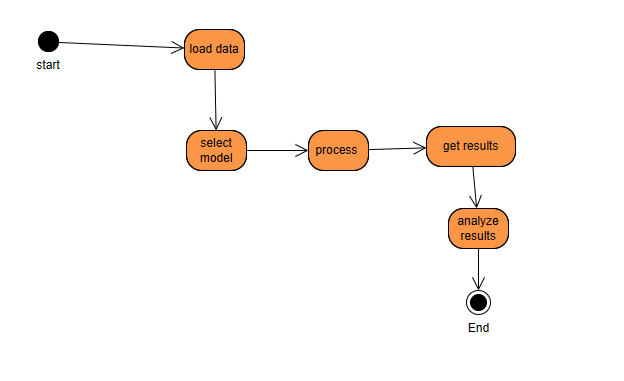 start
load data
select
model
process
get results
analyze
results
End